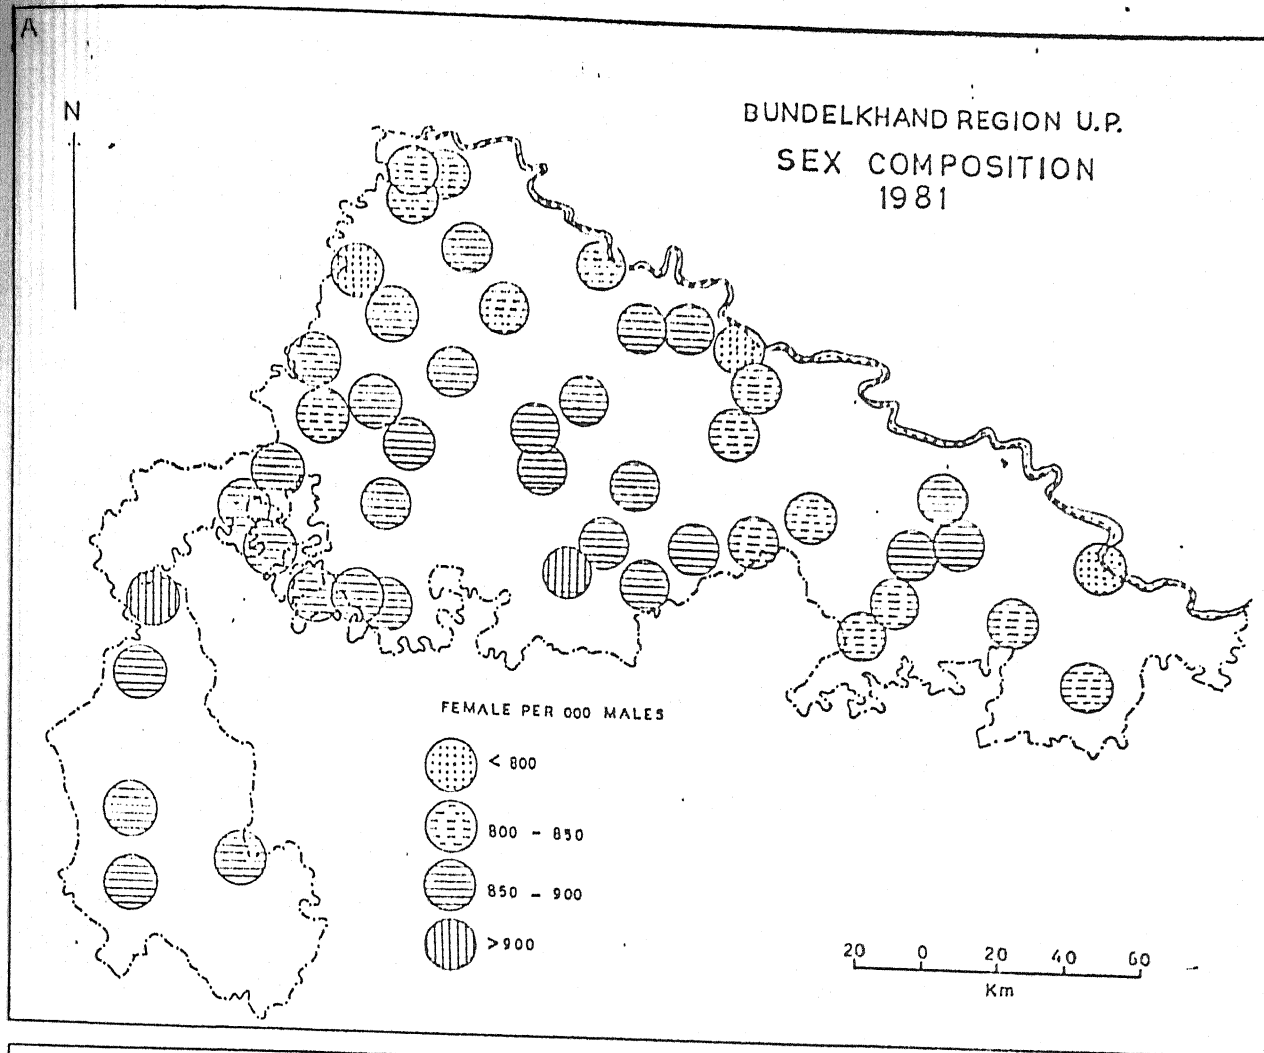 A
N
BUNDELKHAND REGION U.P.
SEX COMPOSITION
1981
FEMALE PER 000 MALES
< 800
800 - 850
850 - 900
>900
20 0 20 40 60
Km